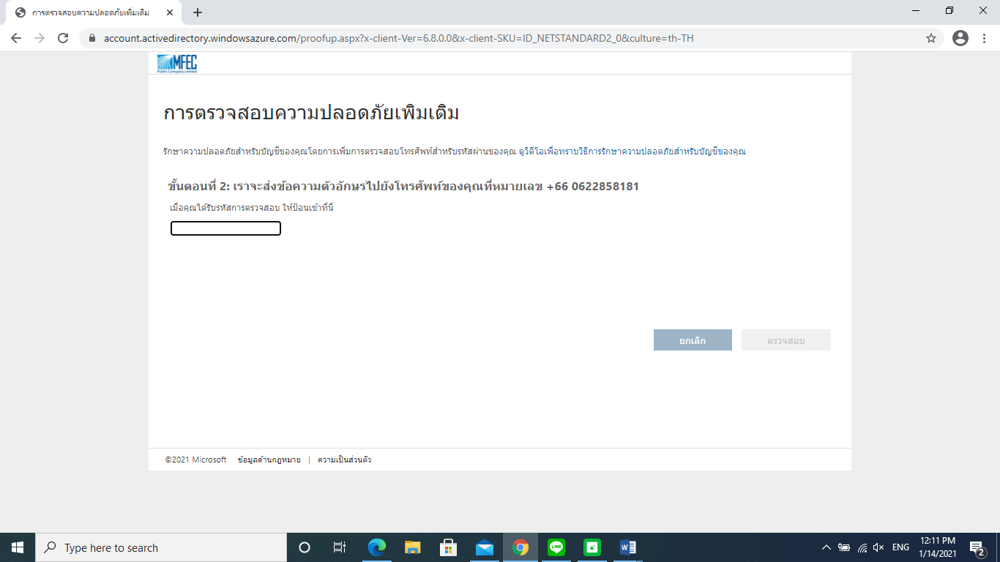 การตรวจสอบความปลอดภัยเพิ่มเติม
account.activedirectory.windowsazure.com/proofup.aspx?x-client-Ver=6.8.0.0&x-client-SKU=ID_NETSTANDARD2_0&culture=th-TH
MFEC
Public Company Limited
การตรวจสอบความปลอดภัยเพิ่มเติม
รักษาความปลอดภัยสำหรับบัญชีของคุณโดยการเพิ่มการตรวจสอบโทรศัพท์สำหรับรหัสผ่านของคุณ ดูวิดีโอเพื่อทราบวิธีการรักษาความปลอดภัยสำหรับบัญชีของคุณ
ขั้นตอนที่ 2: เราจะส่งข้อความตัวอักษรไปยังโทรศัพท์ของคุณที่หมายเลข +66 0622858181
เมื่อคุณได้รับรหัสการตรวจสอบ ให้ป้อนเข้าที่นี่
ยกเลิก ตรวจสอบ
©2021 Microsoft ข้อมูลด้านกฎหมาย | ความเป็นส่วนตัว
Type here to search
LINE
ENG
12:11 PM
1/14/2021
2